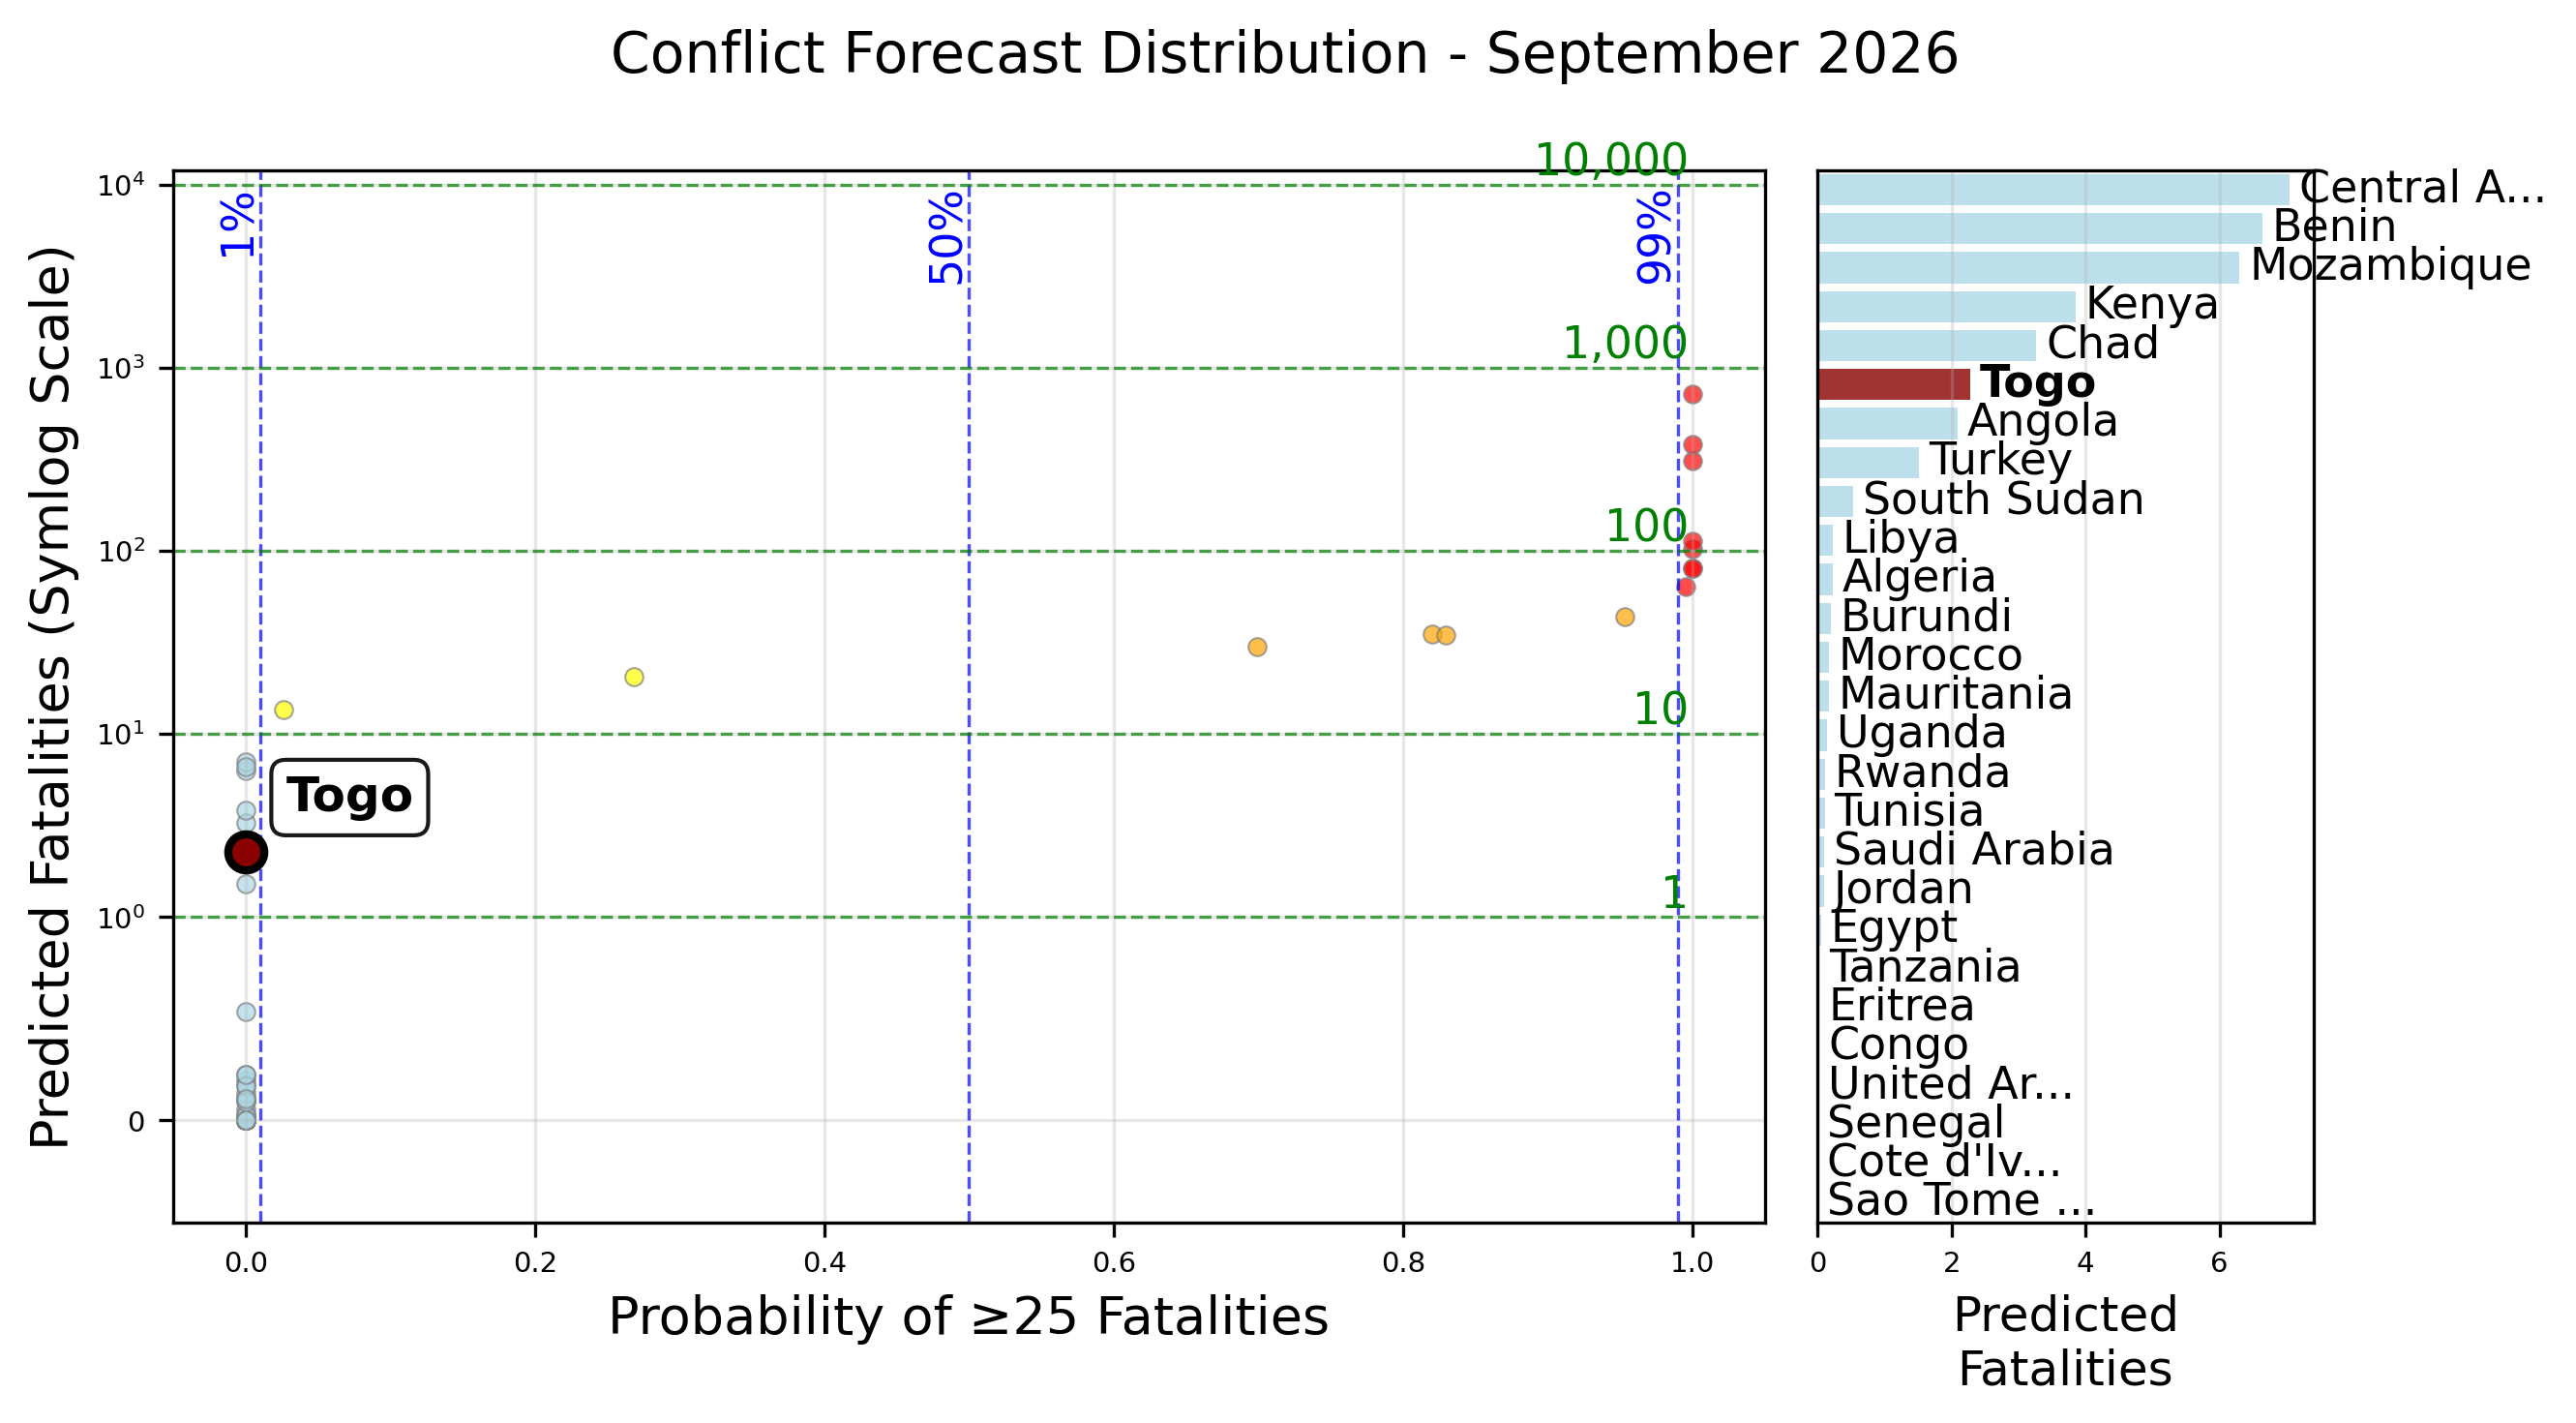 Conflict Forecast Distribution - September 2026
Predicted Fatalities (Symlog Scale)
10⁴
10³
10²
10¹
10⁰
0
1%
50%
99%
10,000
1,000
100
10
1
Togo
0.0
0.2
0.4
0.6
0.8
1.0
Probability of ≥25 Fatalities
Central A...
Benin
Mozambique
Kenya
Chad
Togo
Angola
Turkey
South Sudan
Libya
Algeria
Burundi
Morocco
Mauritania
Uganda
Rwanda
Tunisia
Saudi Arabia
Jordan
Egypt
Tanzania
Eritrea
Congo
United Ar...
Senegal
Cote d'Iv...
Sao Tome ...
0
2
4
6
Predicted
Fatalities